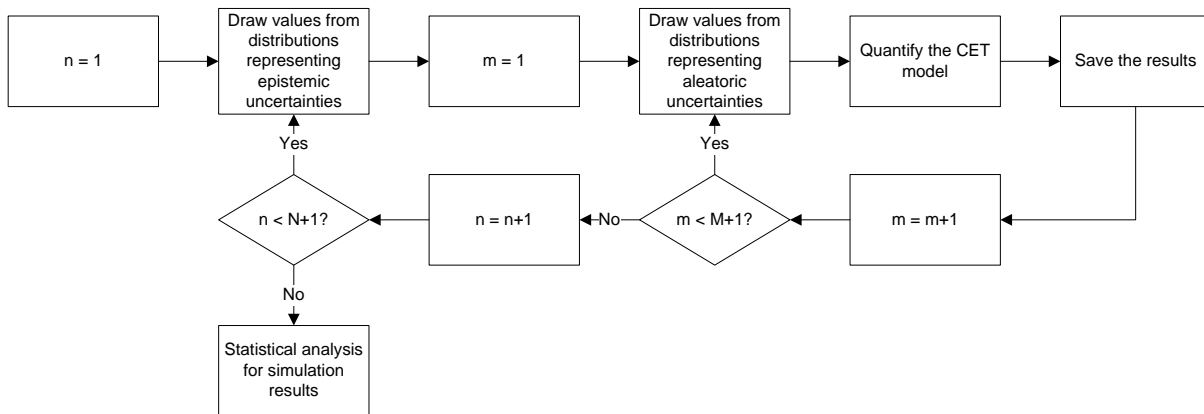 n = 1
Draw values from
distributions
representing
epistemic
uncertainties
m = 1
Draw values from
distributions
representing
aleatoric
uncertainties
Quantify the CET
model
Save the results
Yes
Yes
n < N+1?
n = n+1
No
m < M+1?
m = m+1
No
Statistical analysis
for simulation
results